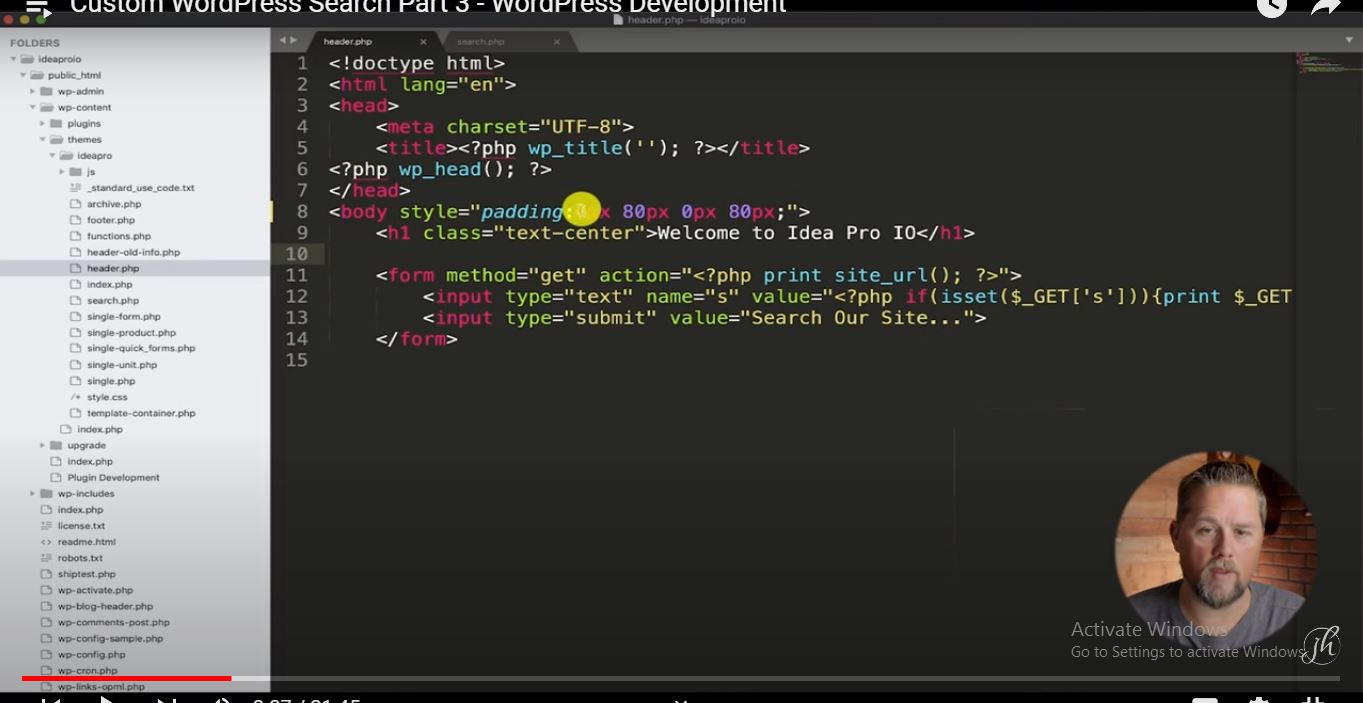 Custom WordPress Search Part 3 - WordPress Development
header.php — ideaproio
FOLDERS
ideaproio
public_html
wp-admin
wp-content
plugins
themes
ideapro
js
_standard_use_code.txt
archive.php
footer.php
functions.php
header-old-info.php
header.php
index.php
search.php
single-form.php
single-product.php
single-quick_forms.php
single-unit.php
single.php
style.css
template-container.php
index.php
upgrade
index.php
Plugin Development
wp-includes
index.php
license.txt
readme.html
robots.txt
shiptest.php
wp-activate.php
wp-blog-header.php
wp-comments-post.php
wp-config-sample.php
wp-config.php
wp-cron.php
wp-links-opml.php
header.php search.php
1 <!doctype html>
2 <html lang="en">
3 <head>
4 <meta charset="UTF-8">
5 <title><?php wp_title(''); ?></title>
6 <?php wp_head(); ?>
7 </head>
8 <body style="padding: 80px 0px 80px;">
9 <h1 class="text-center">Welcome to Idea Pro IO</h1>
10
11 <form method="get" action="<?php print site_url(); ?>">
12 <input type="text" name="s" value="<?php if(isset($_GET['s'])){print $_GET
13 <input type="submit" value="Search Our Site...">
14 </form>
15
Activate Windows
Go to Settings to activate Windows.
jh